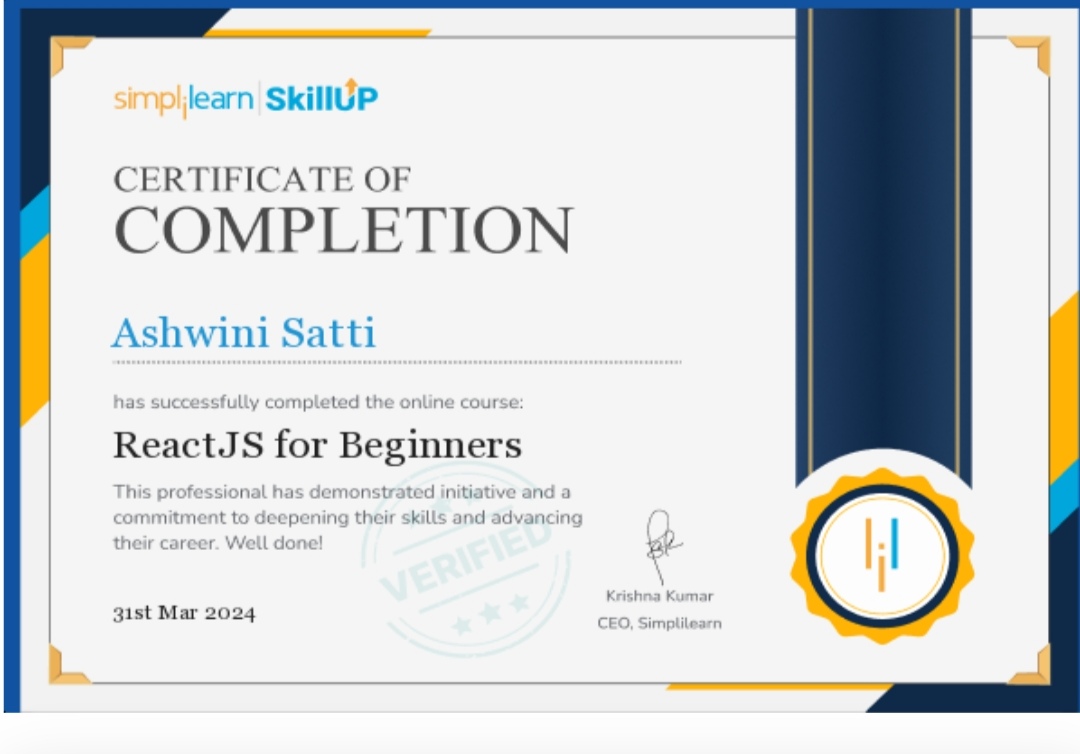 simplilearn | SkillUP
CERTIFICATE OF
COMPLETION
Ashwini Satti
has successfully completed the online course:
ReactJS for Beginners
This professional has demonstrated initiative and a
commitment to deepening their skills and advancing
their career. Well done!
VERIFIED
31st Mar 2024
Krishna Kumar
CEO, Simplilearn